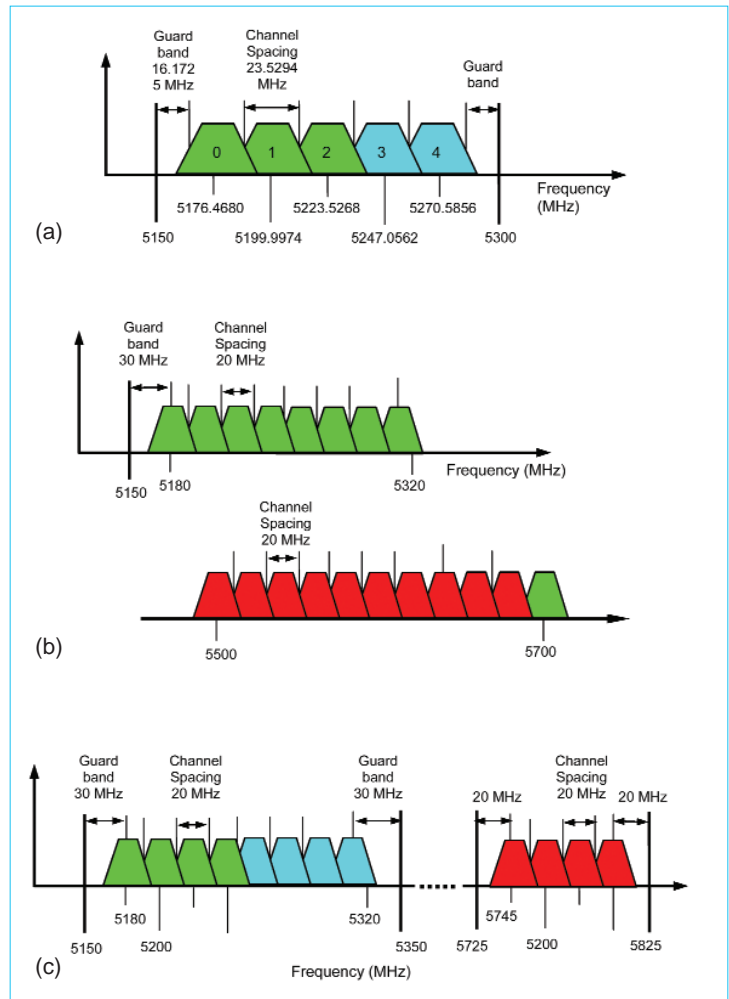 Guard
band
16.172
5 MHz
Channel
Spacing
23.5294
MHz
Guard
band
0
1
2
3
4
Frequency
(MHz)
5176.4680
5223.5268
5270.5856
5150
5199.9974
5247.0562
5300
(a)
Guard
band
30 MHz
Channel
Spacing
20 MHz
Frequency (MHz)
5150
5180
5320
Channel
Spacing
20 MHz
5500
5700
(b)
Guard
band
30 MHz
Channel
Spacing
20 MHz
Guard
band
30 MHz
20 MHz
Channel
Spacing
20 MHz
20 MHz
5180
5320
5745
5150
5200
5350
5725
5200
5825
(c)
Frequency (MHz)